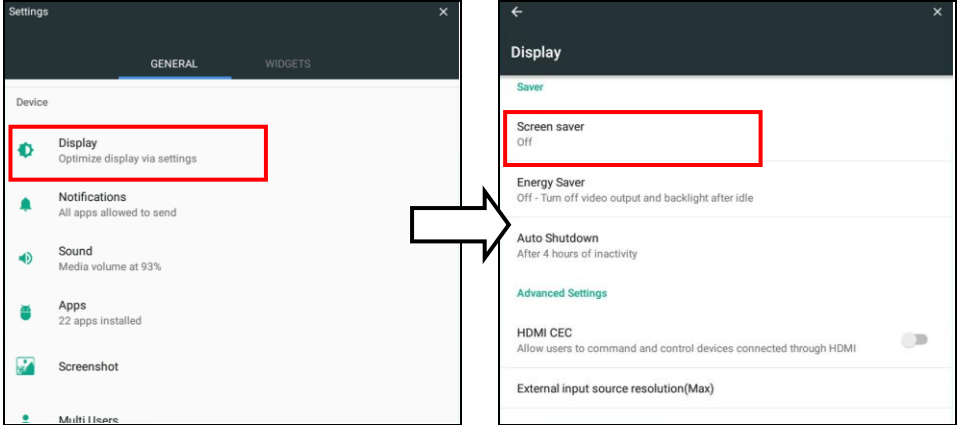 Settings
GENERAL WIDGETS
Device
Display
Optimize display via settings
Notifications
All apps allowed to send
Sound
Media volume at 93%
Apps
22 apps installed
Screenshot
Multi Users
Display
Saver
Screen saver
Off
Energy Saver
Off - Turn off video output and backlight after idle
Auto Shutdown
After 4 hours of inactivity
Advanced Settings
HDMI CEC
Allow users to command and control devices connected through HDMI
External input source resolution(Max)